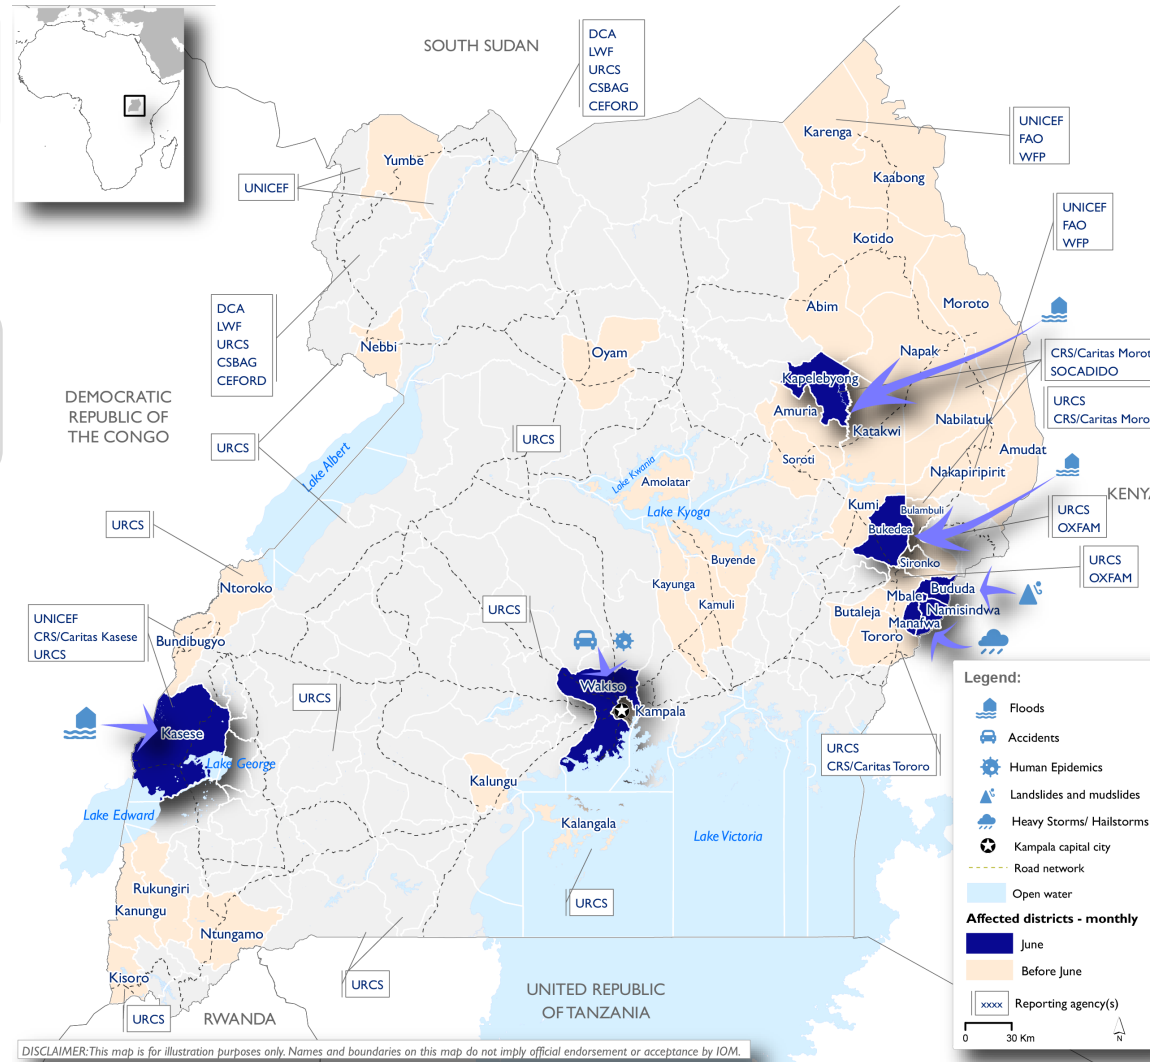 SOUTH SUDAN
DCA
LWF
URCS
CSBAG
CEFORD
UNICEF
FAO
WFP
Karenga
Yumbe
UNICEF
Kaabong
UNICEF
FAO
WFP
Kotido
Abim
Moroto
DCA
LWF
URCS
CSBAG
CEFORD
Nebbi
Oyam
Napak
CRS/Caritas Morot
SOCADIDO
Kapelebyong
DEMOCRATIC
REPUBLIC OF
THE CONGO
Amuria
Nabilatuk
URCS
CRS/Caritas Moro
Katakwi
URCS
URCS
Lake Albert
Soroti
Amudat
Lake Kwania
Nakapiripirit
Amolatar
KENYA
Lake Kyoga
Kumi
Bulambuli
URCS
OXFAM
URCS
Bukedea
Buyende
Sironko
URCS
OXFAM
Ntoroko
Kayunga
Kamuli
Bududa
Mbale
Namisindwa
Butaleja
Manafwa
Tororo
URCS
UNICEF
CRS/Caritas Kasese
URCS
Bundibugyo
Wakiso
Kampala
URCS
Kasese
Lake George
URCS
CRS/Caritas Tororo
Kalungu
Lake Edward
Kalangala
Lake Victoria
Rukungiri
Kanungu
URCS
Ntungamo
Kisoro
URCS
UNITED REPUBLIC
OF TANZANIA
URCS
RWANDA
Legend:
Floods
Accidents
Human Epidemics
Landslides and mudslides
Heavy Storms/ Hailstorms
Kampala capital city
Road network
Open water
Affected districts - monthly
June
Before June
xxxx Reporting agency(s)
0 30 Km
N
DISCLAIMER:This map is for illustration purposes only. Names and boundaries on this map do not imply official endorsement or acceptance by IOM.